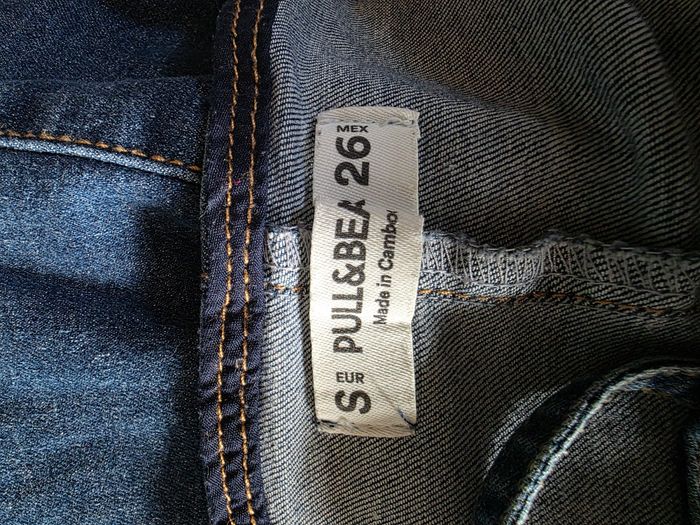 PULL&BEA
Made in Cambo
EUR S
MEX 26